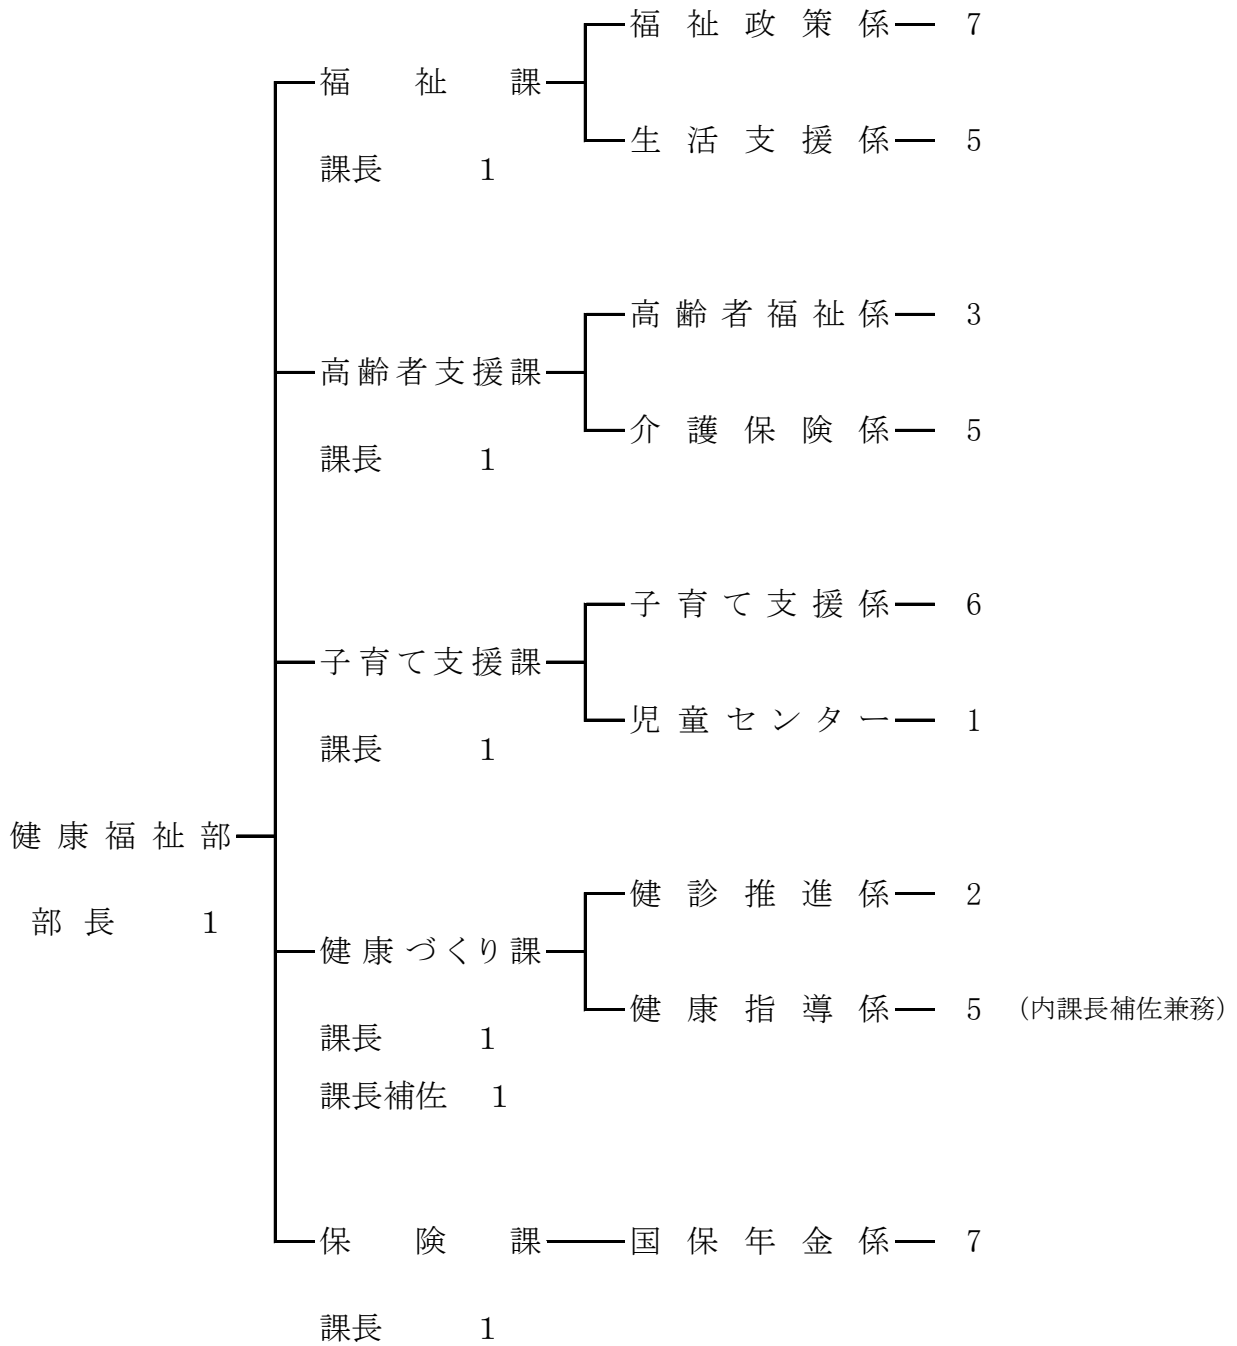 福祉政策係 7
福祉課
生活支援係 5
課長 1
高齢者福祉係 3
高齢者支援課
介護保険係 5
課長 1
子育て支援係 6
子育て支援課
児童センター 1
課長 1
健康福祉部
健診推進係 2
部長 1
健康づくり課
健康指導係 5 (内課長補佐兼務)
課長 1
課長補佐 1
保険課 国保年金係 7
課長 1